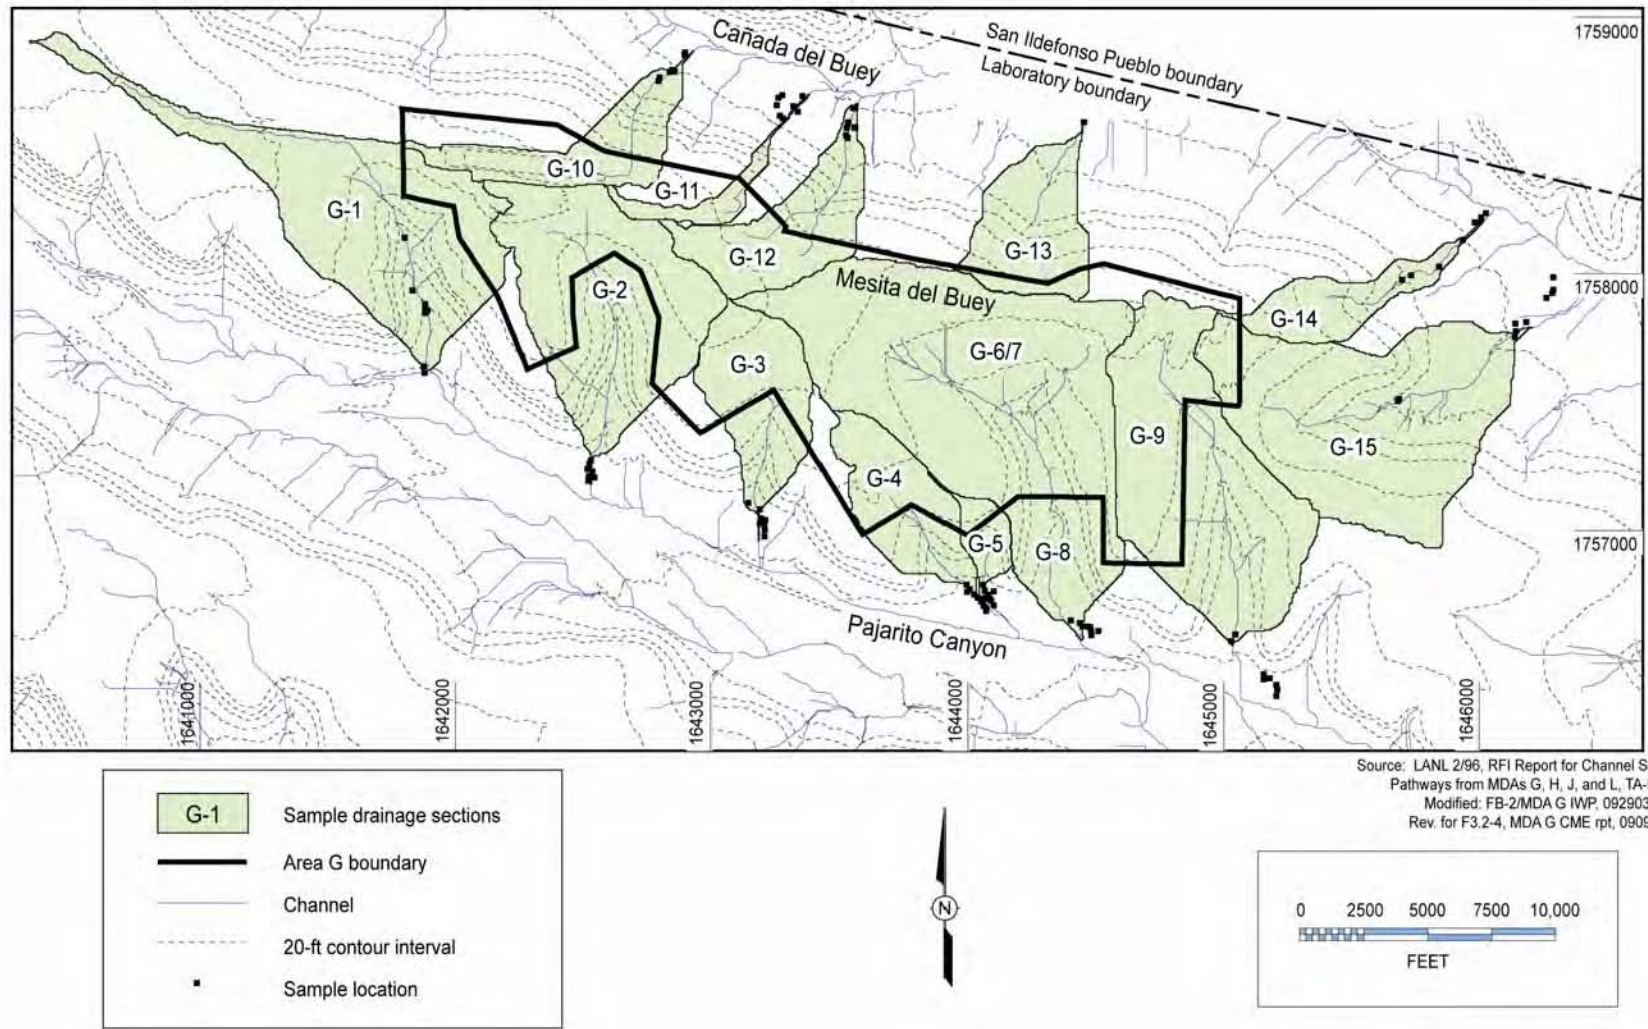 San Ildefonso Pueblo boundary
Laboratory boundary
Cañada del Buey
1759000
G-10
G-11
G-1
G-12
G-13
Mesita del Buey
1758000
G-2
G-14
G-3
G-6/7
G-9
G-15
G-4
G-5
G-8
1757000
Pajarito Canyon
1641000
1642000
1643000
1644000
1645000
1646000
Source: LANL 2/96, RFI Report for Channel S
Pathways from MDAs G, H, J, and L, TA-
Modified: FB-2/MDA G IWP, 092903
Rev. for F3.2-4, MDA G CME rpt, 0909
G-1 Sample drainage sections
Area G boundary
Channel
20-ft contour interval
Sample location
N
0 2500 5000 7500 10,000
FEET